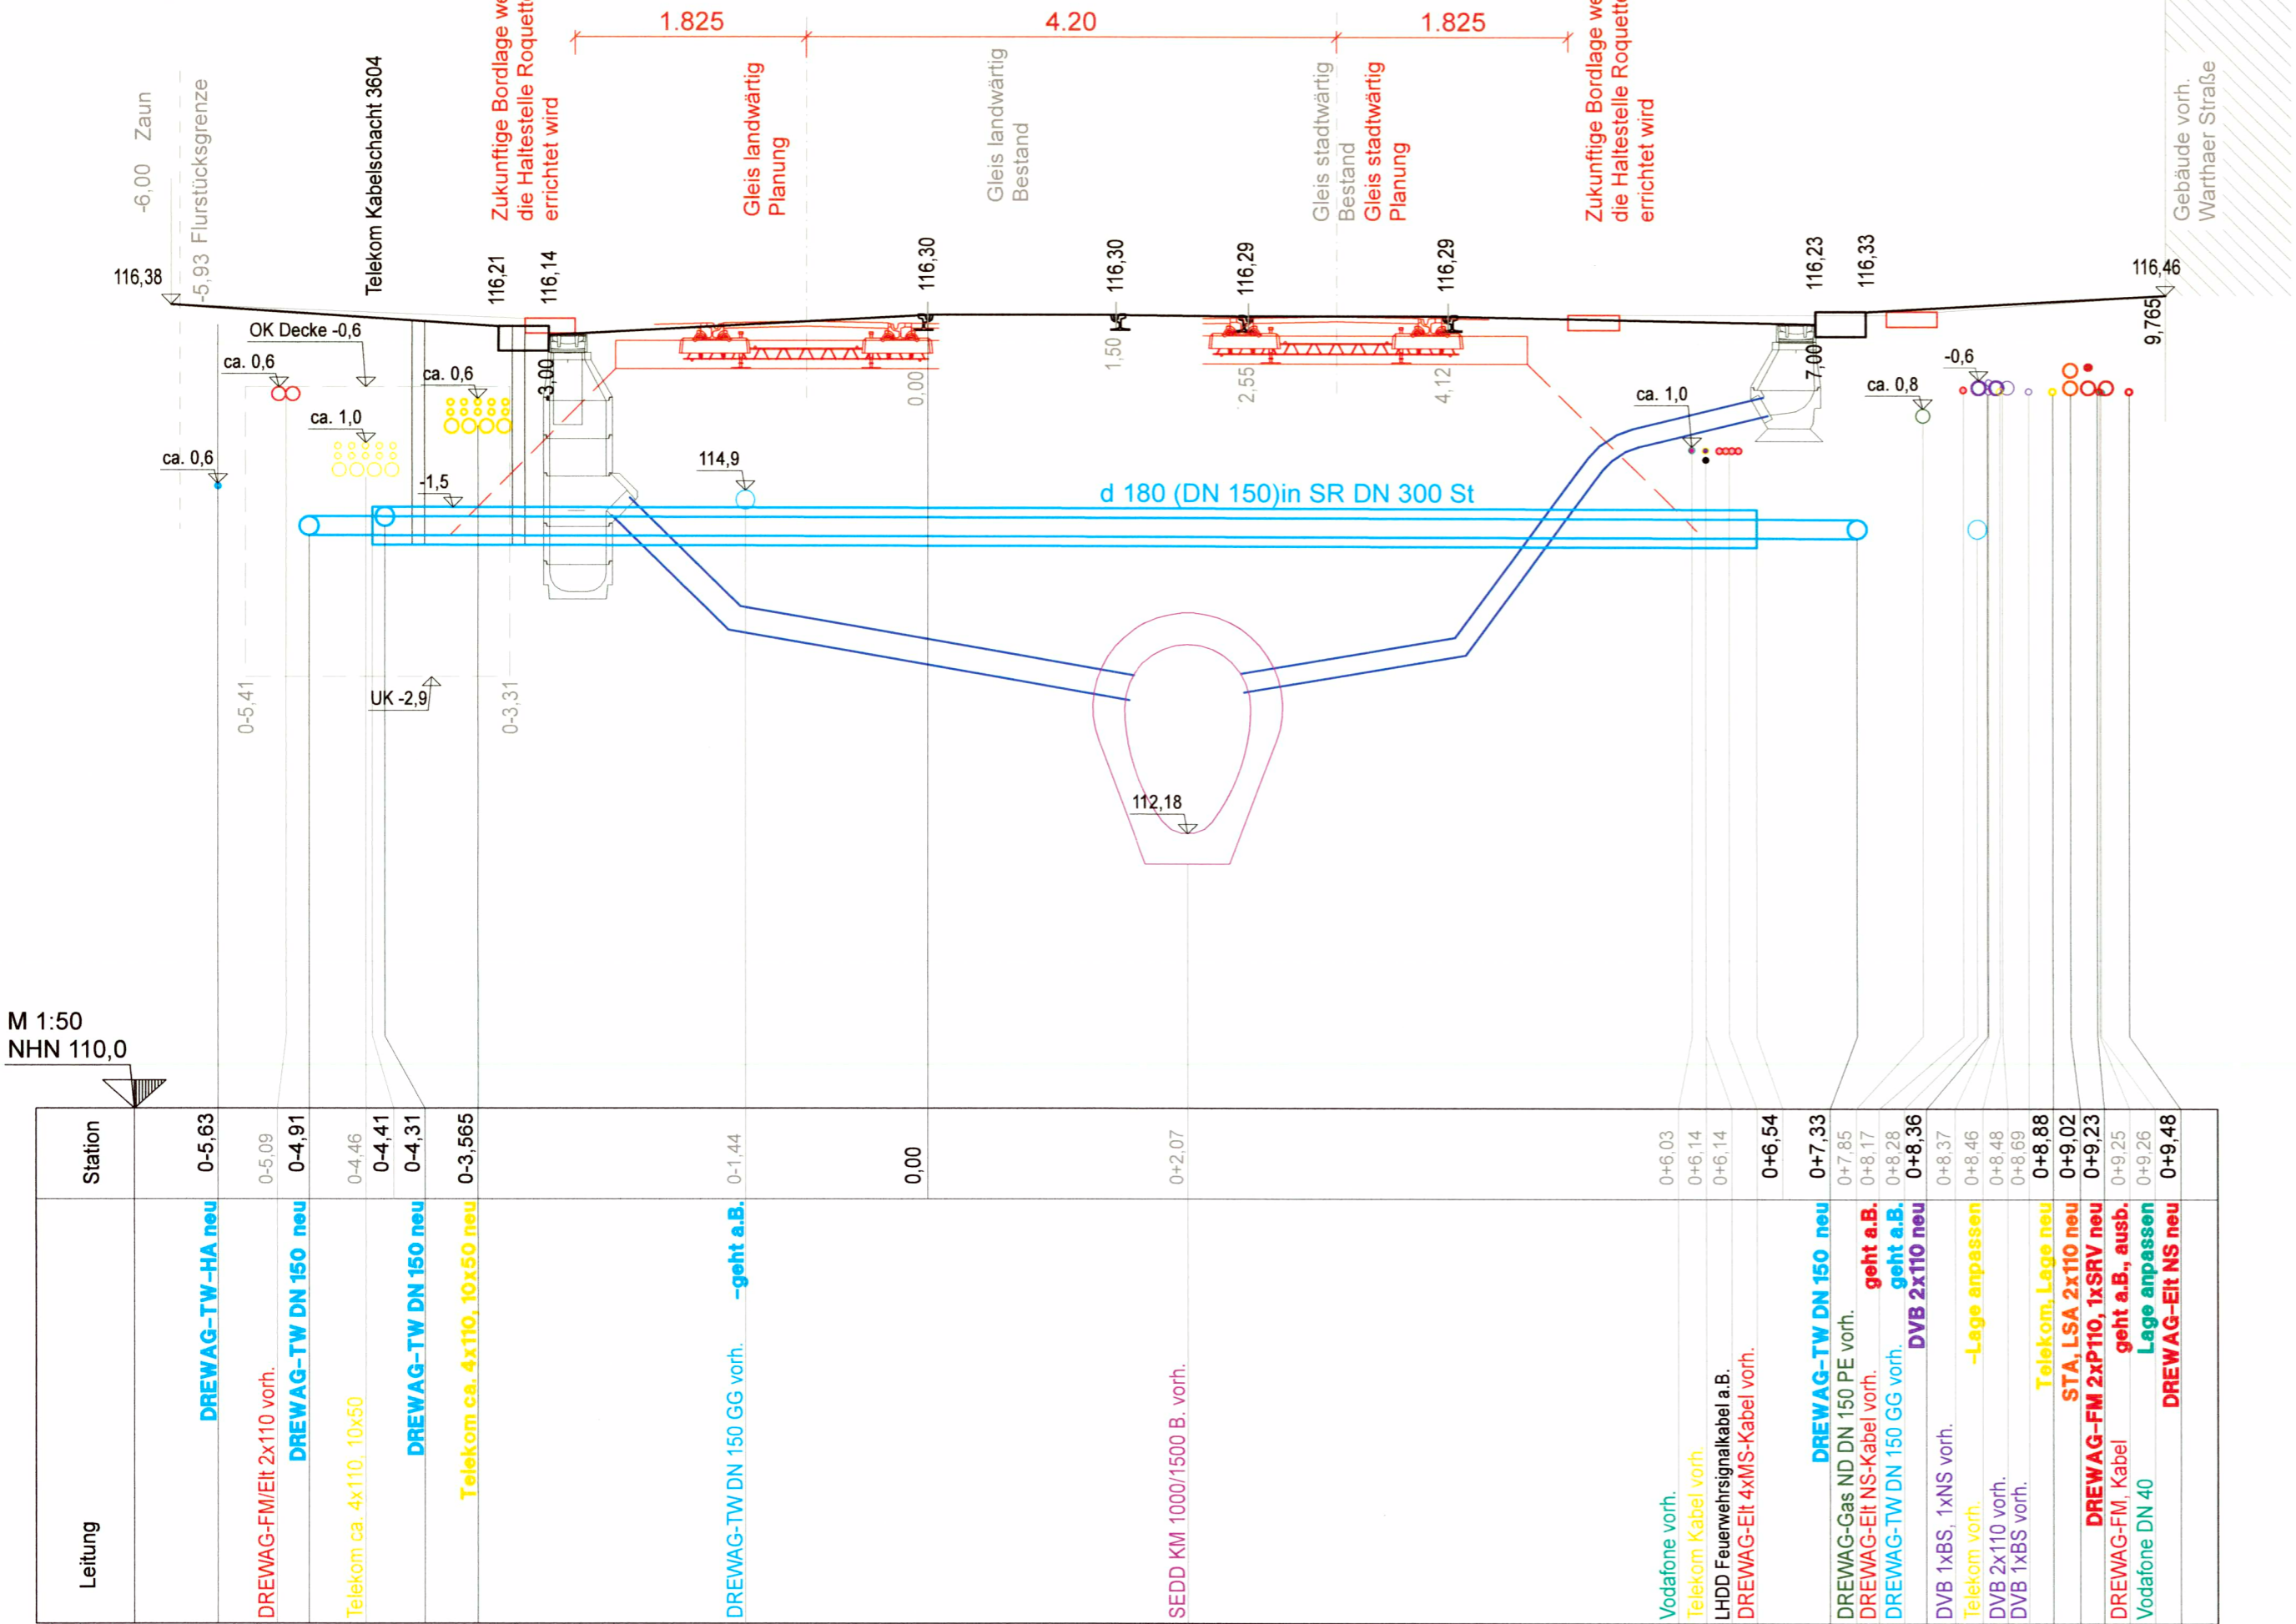 1.825
4.20
1.825
-6,00 Zaun
-5,93 Flurstücksgrenze
Telekom Kabelschacht 3604
Zukünftige Bordlage we
die Haltestelle Roquette
errichtet wird
Gleis landwärtig
Planung
Gleis landwärtig
Bestand
Gleis stadtwärtig
Bestand
Gleis stadtwärtig
Planung
Zukünftige Bordlage we
die Haltestelle Roquette
errichtet wird
Gebäude vorh.
Warthaer Straße
116,38
116,21
116,14
116,30
116,30
116,29
116,29
116,23
116,33
116,46
9,765
OK Decke -0,6
ca. 0,6
ca. 0,6
ca. 1,0
ca. 0,6
-1,5
-3,00
0,00
1,50
2,55
4,12
7,00
114,9
ca. 1,0
ca. 0,8
-0,6
d 180 (DN 150)in SR DN 300 St
0-5,41
UK -2,9
0-3,31
112,18
M 1:50
NHN 110,0
Station
0-5,63
0-5,09
0-4,91
0-4,46
0-4,41
0-4,31
0-3,565
0-1,44
0,00
0+2,07
0+6,03
0+6,14
0+6,14
0+6,54
0+7,33
0+7,85
0+8,17
0+8,28
0+8,36
0+8,37
0+8,46
0+8,48
0+8,69
0+8,88
0+9,02
0+9,23
0+9,25
0+9,26
0+9,48
Leitung
DREWAG-TW-HA neu
DREWAG-FM/Elt 2x110 vorh.
DREWAG-TW DN 150 neu
Telekom ca. 4x110, 10x50
DREWAG-TW DN 150 neu
Telekom ca. 4x110, 10x50 neu
DREWAG-TW DN 150 GG vorh. -geht a.B.
SEDD KM 1000/1500 B. vorh.
Vodafone vorh.
Telekom Kabel vorh.
LHDD Feuerwehrsignalkabel a.B.
DREWAG-Elt 4xMS-Kabel vorh.
DREWAG-TW DN 150 neu
DREWAG-Gas ND DN 150 PE vorh.
DREWAG-Elt NS-Kabel vorh. geht a.B.
DREWAG-TW DN 150 GG vorh. geht a.B.
DVB 2x110 neu
DVB 1xBS, 1xNS vorh.
Telekom vorh. -Lage anpassen
DVB 2x110 vorh.
DVB 1xBS vorh.
Telekom, Lage neu
STA, LSA 2x110 neu
DREWAG-FM 2xP110, 1xSRV neu
DREWAG-FM, Kabel geht a.B., ausb.
Vodafone DN 40 Lage anpassen
DREWAG-Elt NS neu